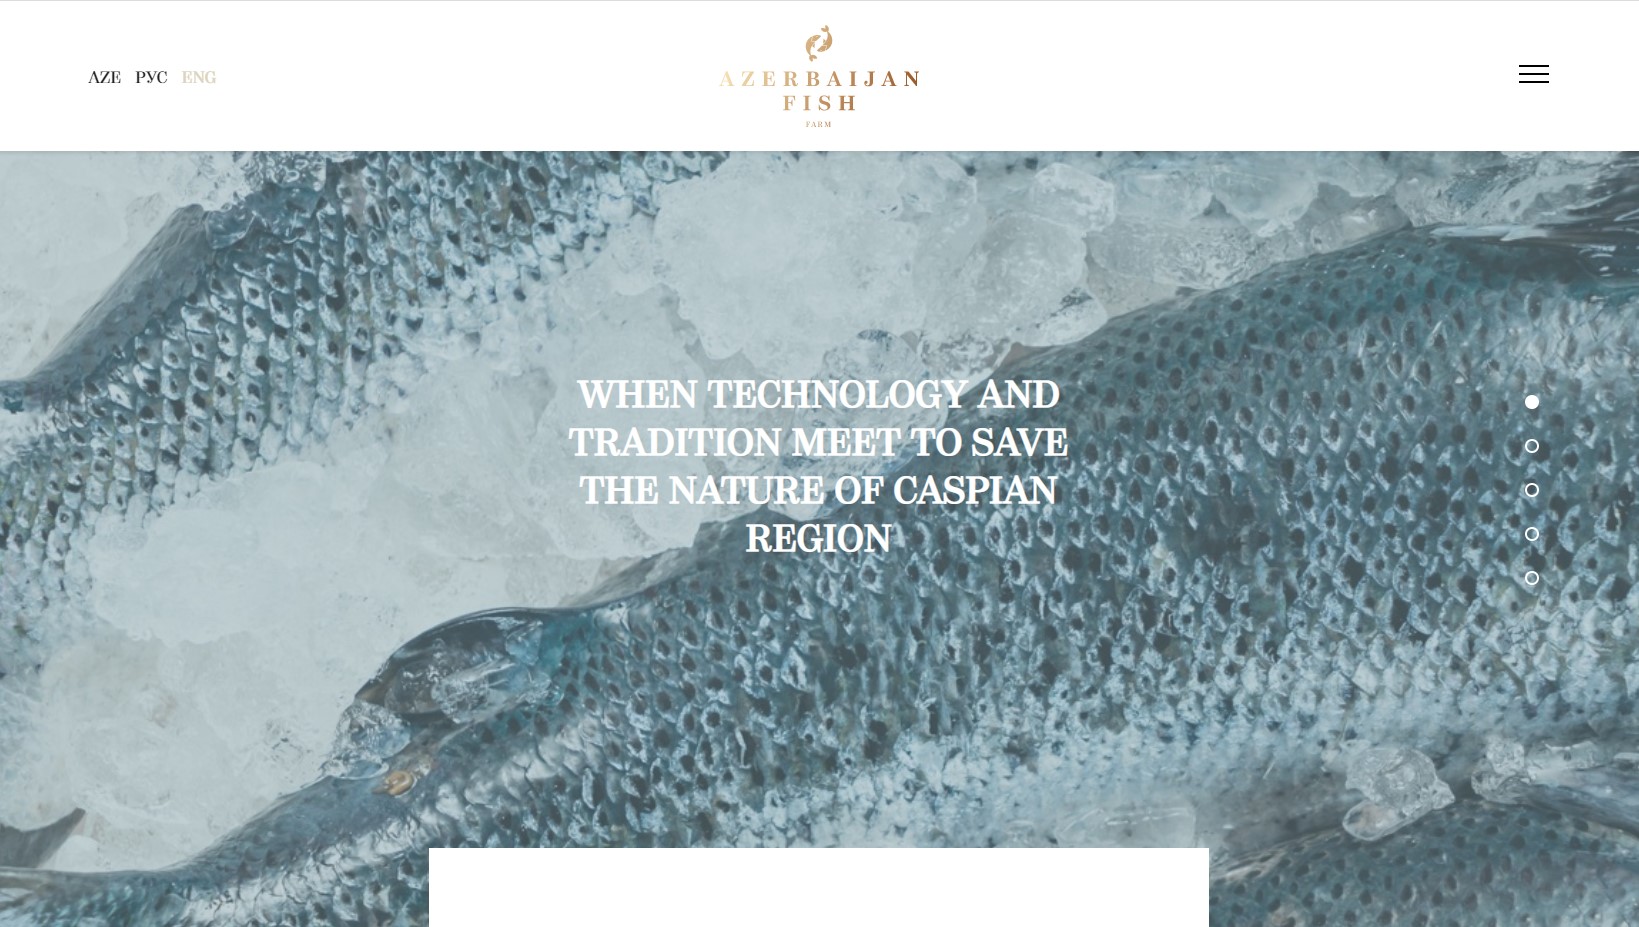 AZE РУС ENG
AZERBAIJAN
FISH
FARM
WHEN TECHNOLOGY AND
TRADITION MEET TO SAVE
THE NATURE OF CASPIAN
REGION